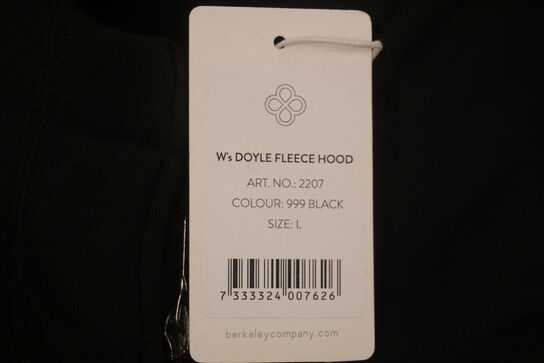 W's DOYLE FLEECE HOOD
ART. NO.: 2207
COLOUR: 999 BLACK
SIZE: L
7 333324 007626
berkeleycompany.com